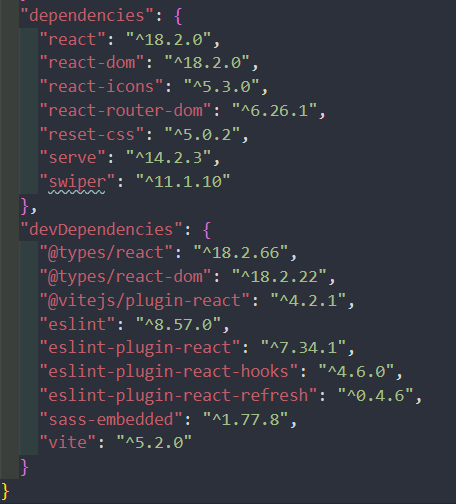 "dependencies": {
"react": "^18.2.0",
"react-dom": "^18.2.0",
"react-icons": "^5.3.0",
"react-router-dom": "^6.26.1",
"reset-css": "^5.0.2",
"serve": "^14.2.3",
"swiper": "^11.1.10"
},
"devDependencies": {
"@types/react": "^18.2.66",
"@types/react-dom": "^18.2.22",
"@vitejs/plugin-react": "^4.2.1",
"eslint": "^8.57.0",
"eslint-plugin-react": "^7.34.1",
"eslint-plugin-react-hooks": "^4.6.0",
"eslint-plugin-react-refresh": "^0.4.6",
"sass-embedded": "^1.77.8",
"vite": "^5.2.0"
}
}